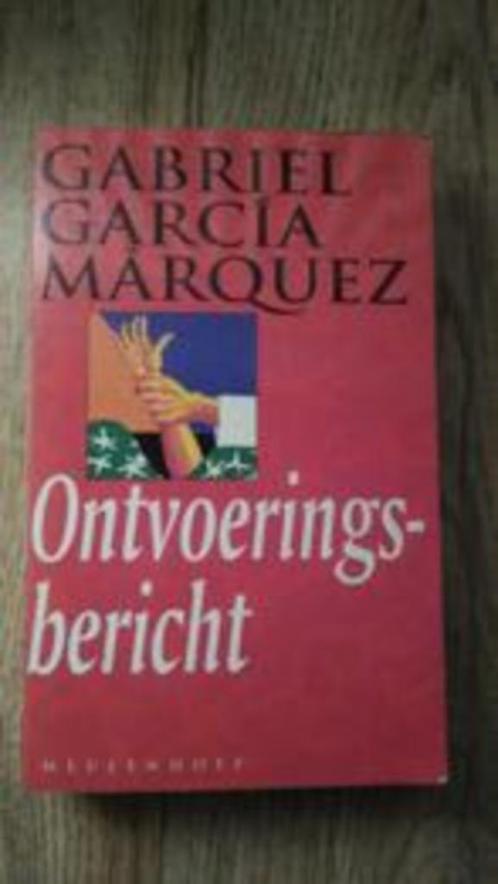 GABRIEL
GARCÍA
MÁRQUEZ
Ontvoerings-
bericht
MEULENHOFF